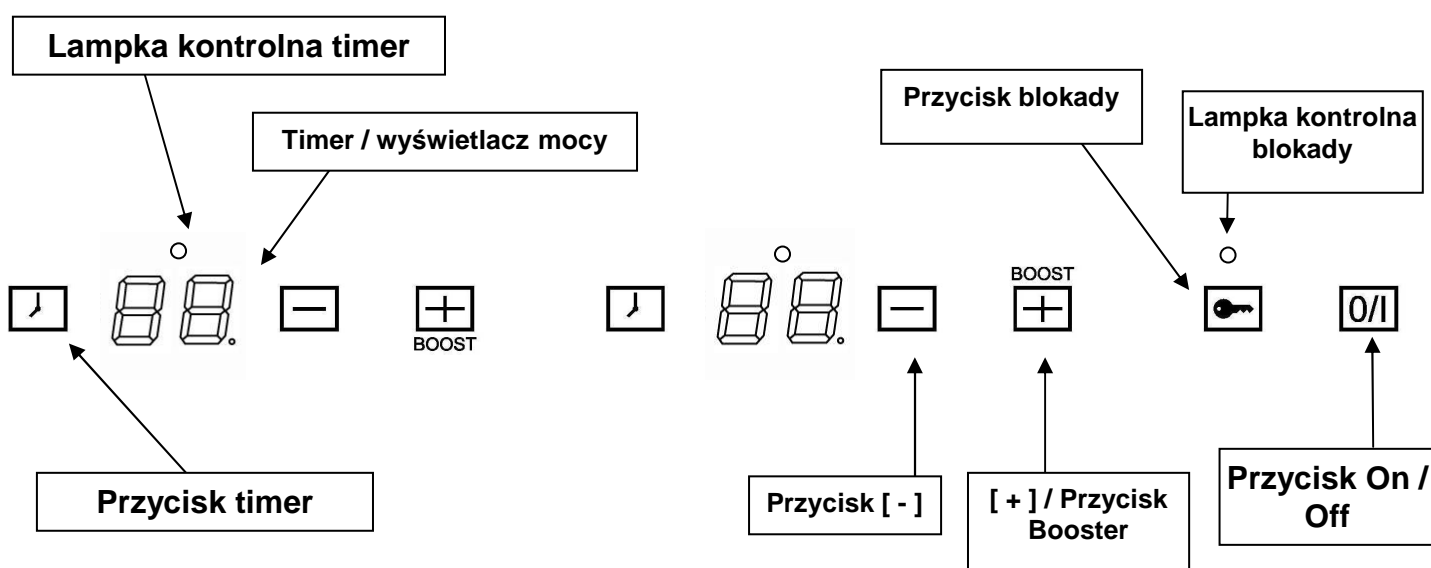 Lampka kontrolna timer
Przycisk blokady
Lampka kontrolna
blokady
Timer / wyświetlacz mocy
BOOST
BOOST
0/I
Przycisk timer
Przycisk [ - ]
[ + ] / Przycisk
Booster
Przycisk On /
Off